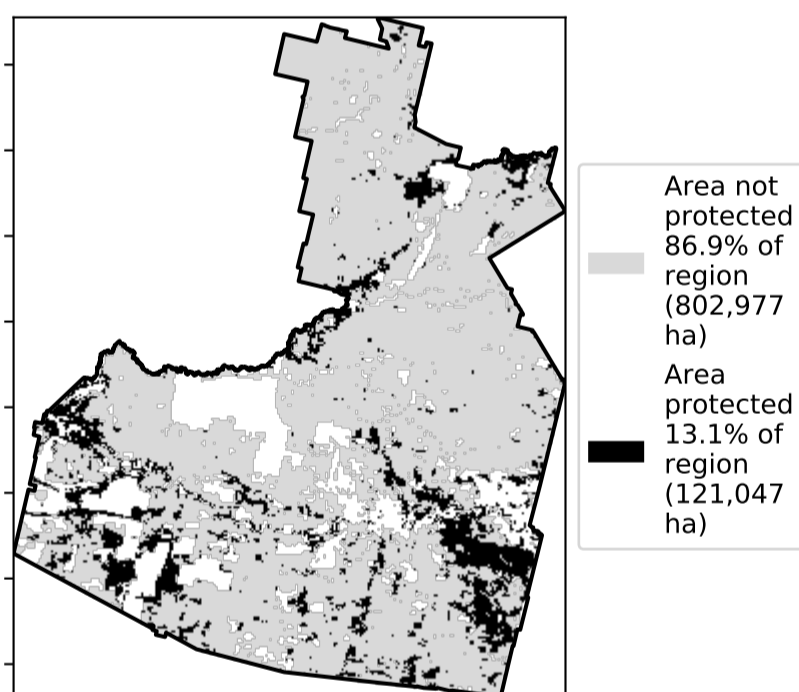 Area not
protected
86.9% of
region
(802,977
ha)
Area
protected
13.1% of
region
(121,047
ha)